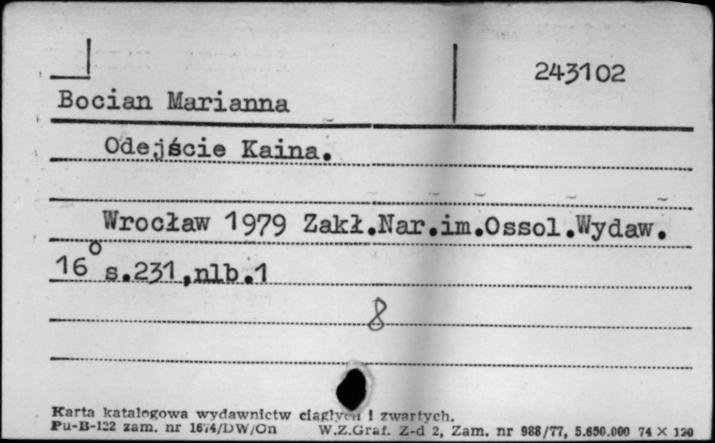 243102
Bocian Marianna
Odejście Kaina.
Wrocław 1979 Zakł.Nar.im.Ossol.Wydaw.
16° s.231,nlb.1
8
Karta katalogowa wydawnictw ciągłych i zwartych.
Pu-B-122 zam. nr 1674/DW/On W.Z.Graf. Z-d 2, Zam. nr 988/77, 5.650.000 74 × 120